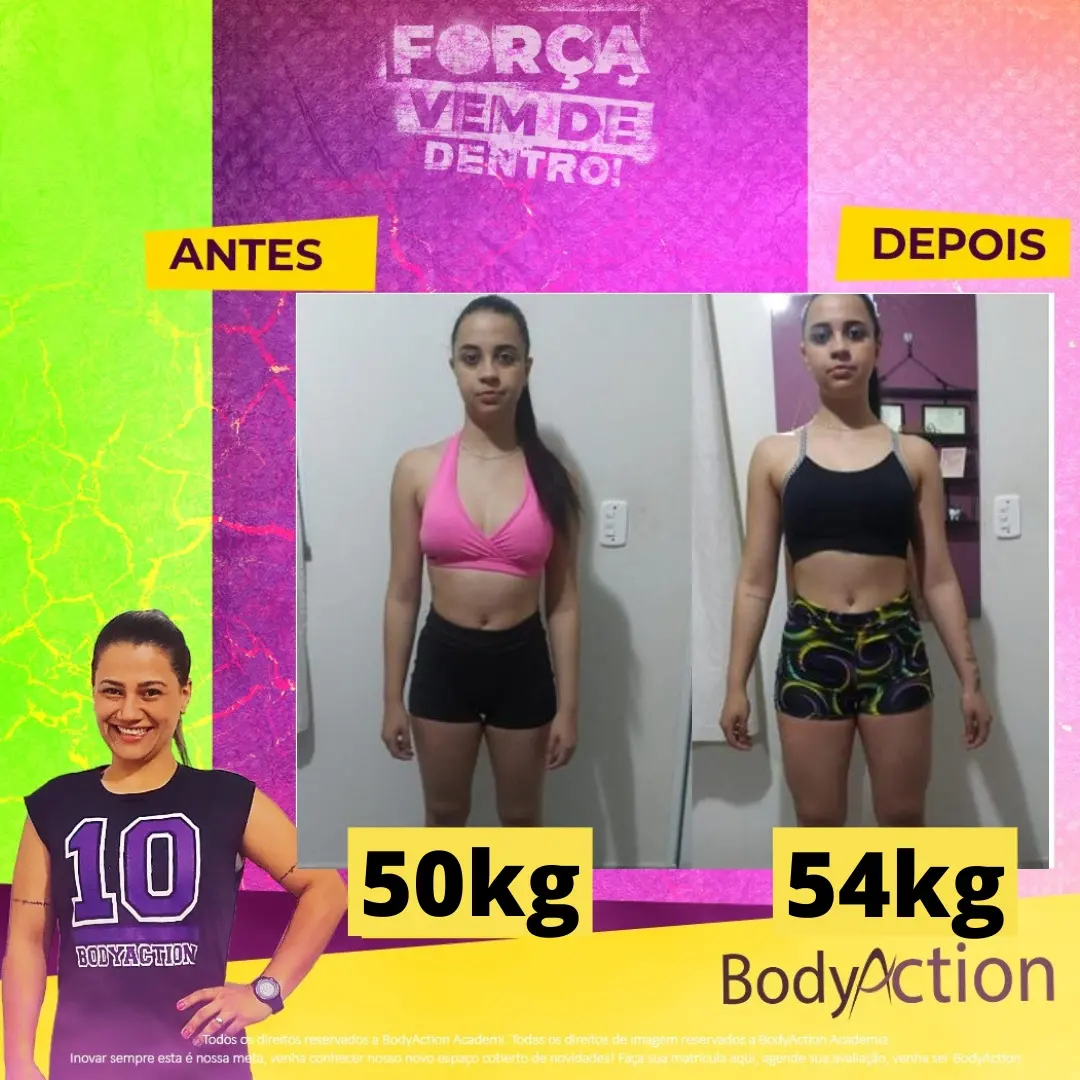 FORÇA
VEM DE
DENTRO!
ANTES
DEPOIS
10
BODYACTION
50kg
54kg
BodyAction
Todos os direitos reservados a BodyAction Academi. Todas os direitos de imagem reservados a BodyAction Academia
Inovar sempre esta é nossa meta, venha conhecer nosso novo espaço coberto de novidades! Faça sua matrícula aqui, agende sua avaliação, venha ser BodyAction